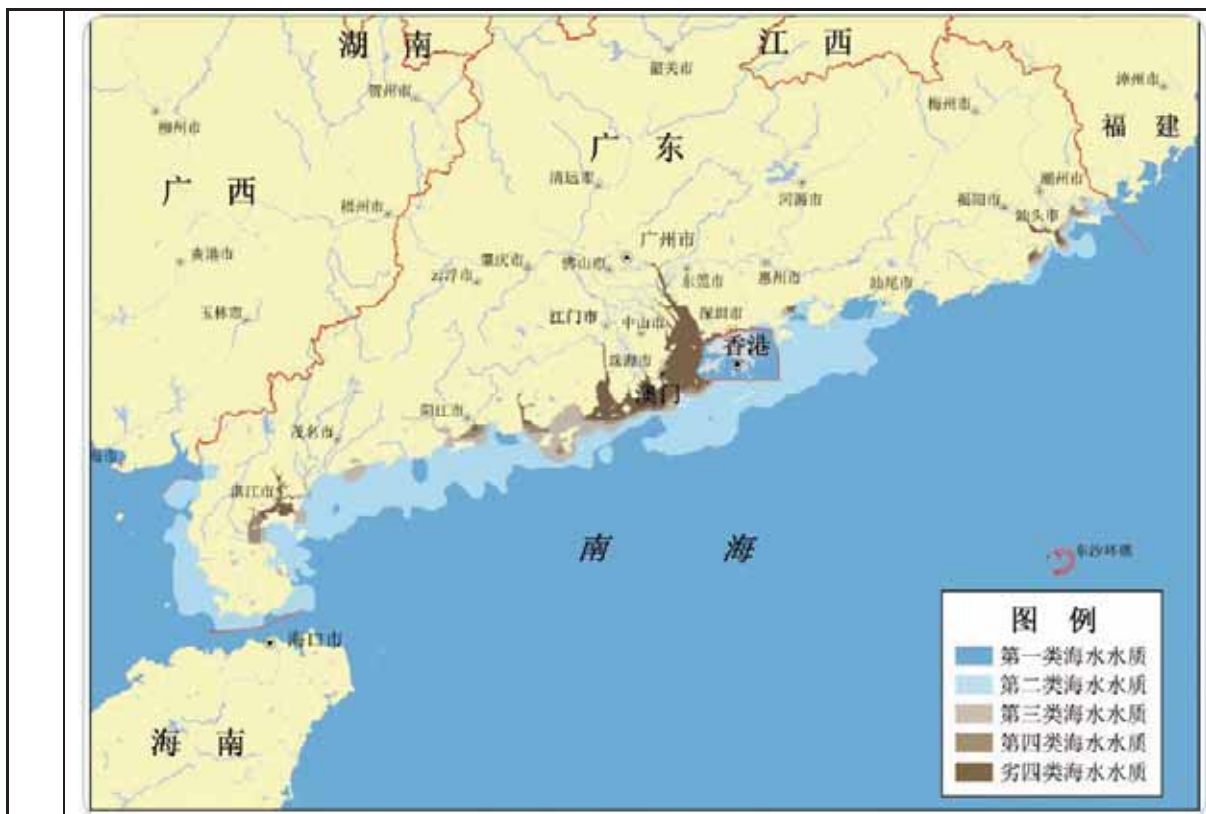 湖 南
江 西
韶关市
漳州市
贺州市
梅州市
柳州市
福 建
广 东
清远市
潮州市
广 西
河源市
揭阳市
梧州市
汕头市
广州市
贵港市
肇庆市
佛山市
云浮市
东莞市
惠州市
汕尾市
玉林市
江门市
中山市
深圳市
香港
珠海市
澳门
阳江市
茂名市
海市
湛江市
南 海
东沙环礁
海口市
海 南
图 例
第一类海水水质
第二类海水水质
第三类海水水质
第四类海水水质
劣四类海水水质